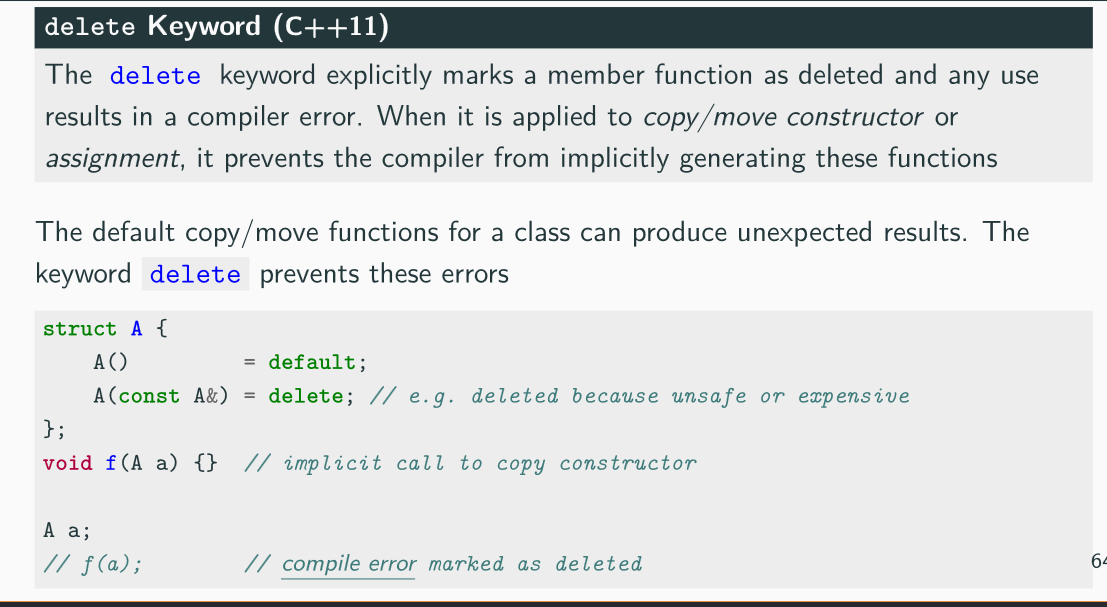 delete Keyword (C++11)
The delete keyword explicitly marks a member function as deleted and any use
results in a compiler error. When it is applied to copy/move constructor or
assignment, it prevents the compiler from implicitly generating these functions
The default copy/move functions for a class can produce unexpected results. The
keyword delete prevents these errors
struct A {
    A()         = default;
    A(const A&) = delete; // e.g. deleted because unsafe or expensive
};
void f(A a) {}  // implicit call to copy constructor
A a;
// f(a);        // compile error marked as deleted
64